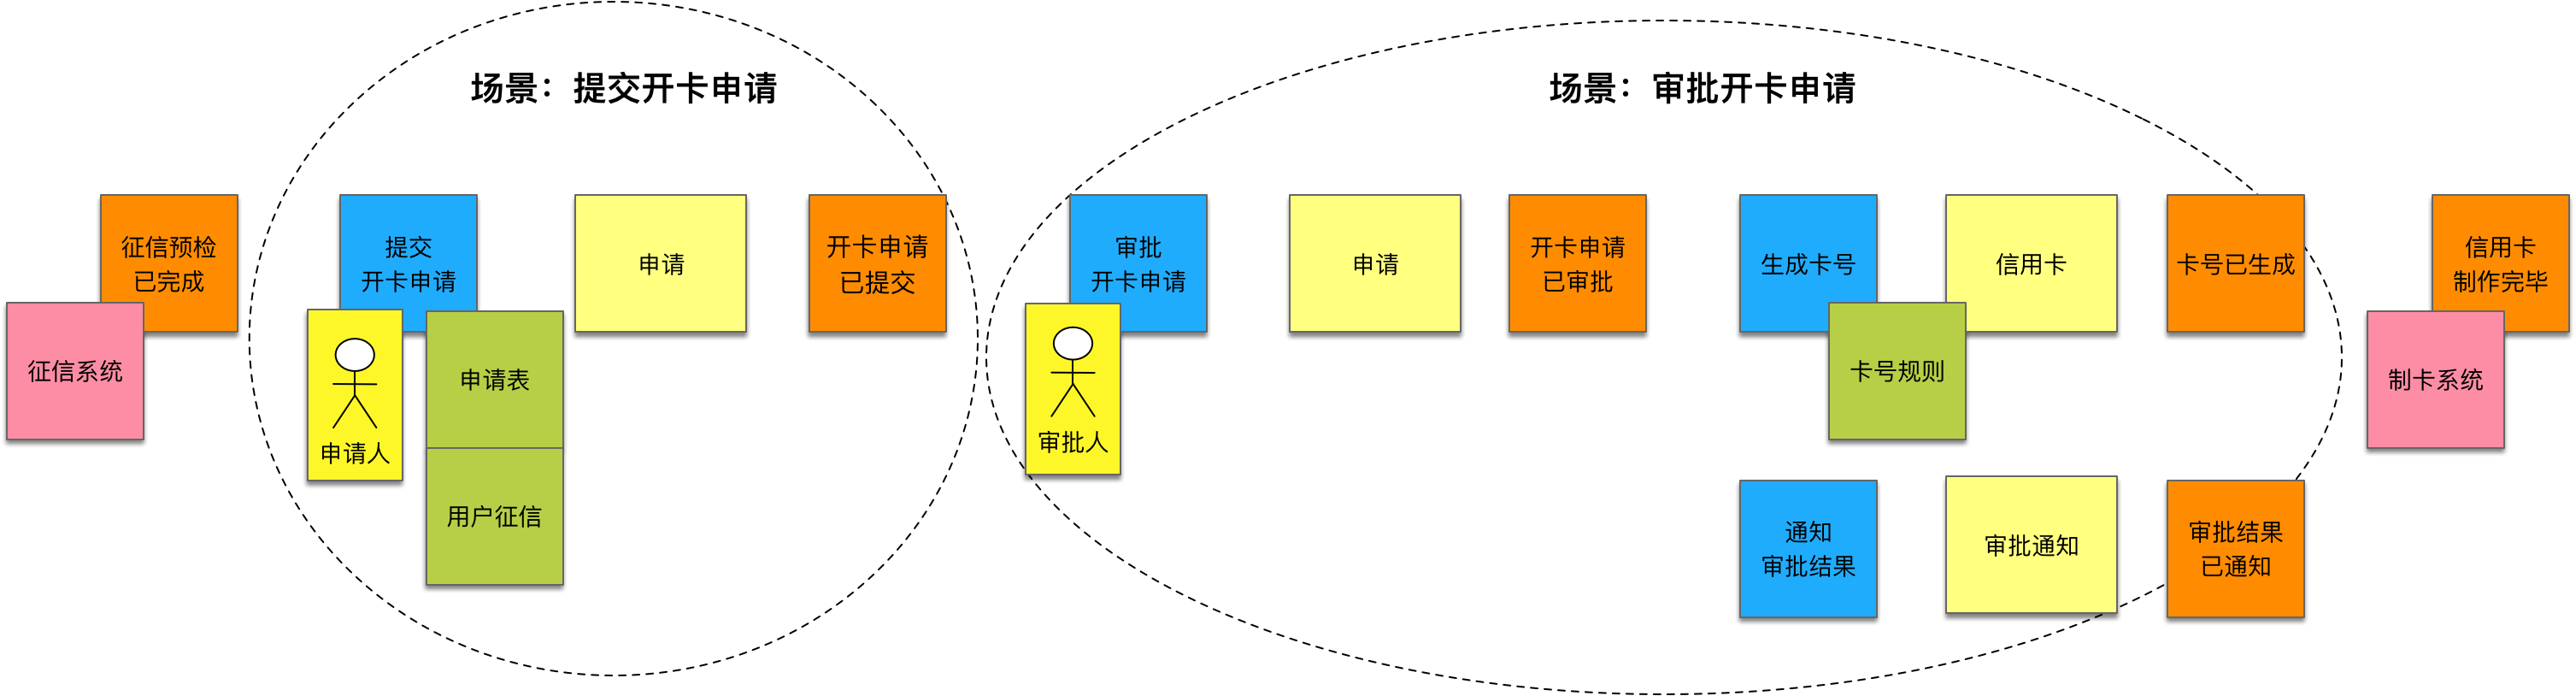 场景：提交开卡申请
场景：审批开卡申请
征信预检
已完成
征信系统
提交
开卡申请
申请人
申请表
用户征信
申请
开卡申请
已提交
审批
开卡申请
审批人
申请
开卡申请
已审批
生成卡号
卡号规则
信用卡
卡号已生成
通知
审批结果
审批通知
审批结果
已通知
信用卡
制作完毕
制卡系统